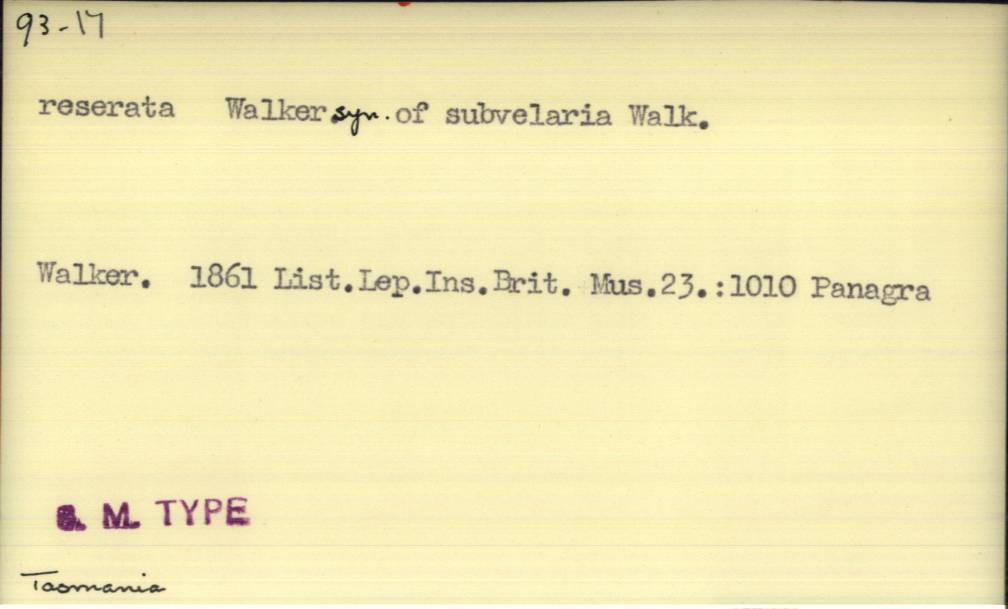 93-17
reserata Walker. syn. of subvelaria Walk.
Walker. 1861 List.Lep.Ins.Brit. Mus.23.:1010 Panagra
B. M. TYPE
Tasmania